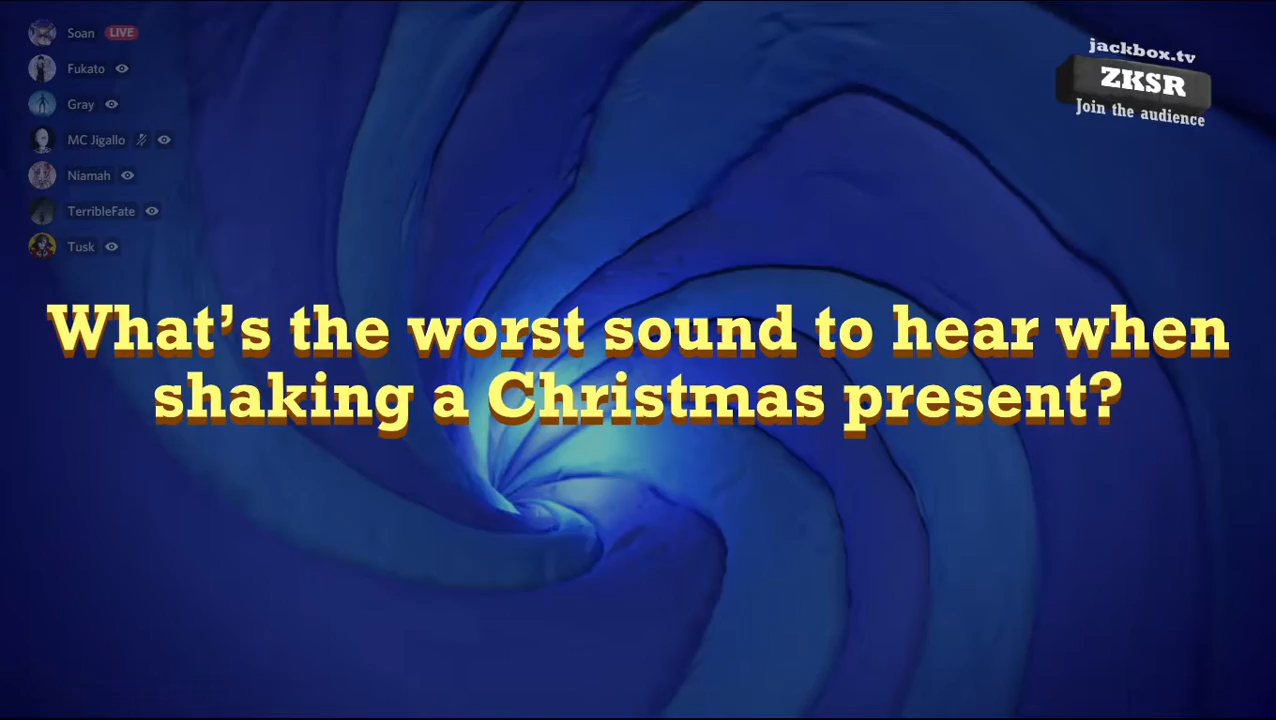 Soan LIVE
Fukato
Gray
MC Jigallo
Niamah
TerribleFate
Tusk
jackbox.tv
ZKSR
Join the audience
What's the worst sound to hear when
shaking a Christmas present?